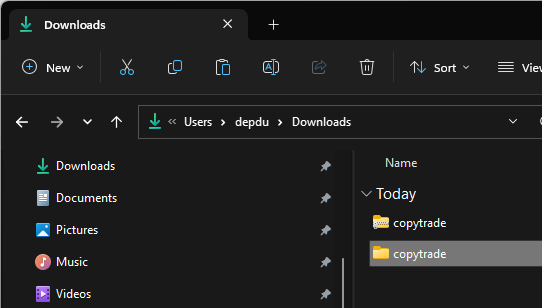 Downloads
New
Sort
View
Users
depdu
Downloads
Downloads
Documents
Pictures
Music
Videos
Name
Today
copytrade
copytrade